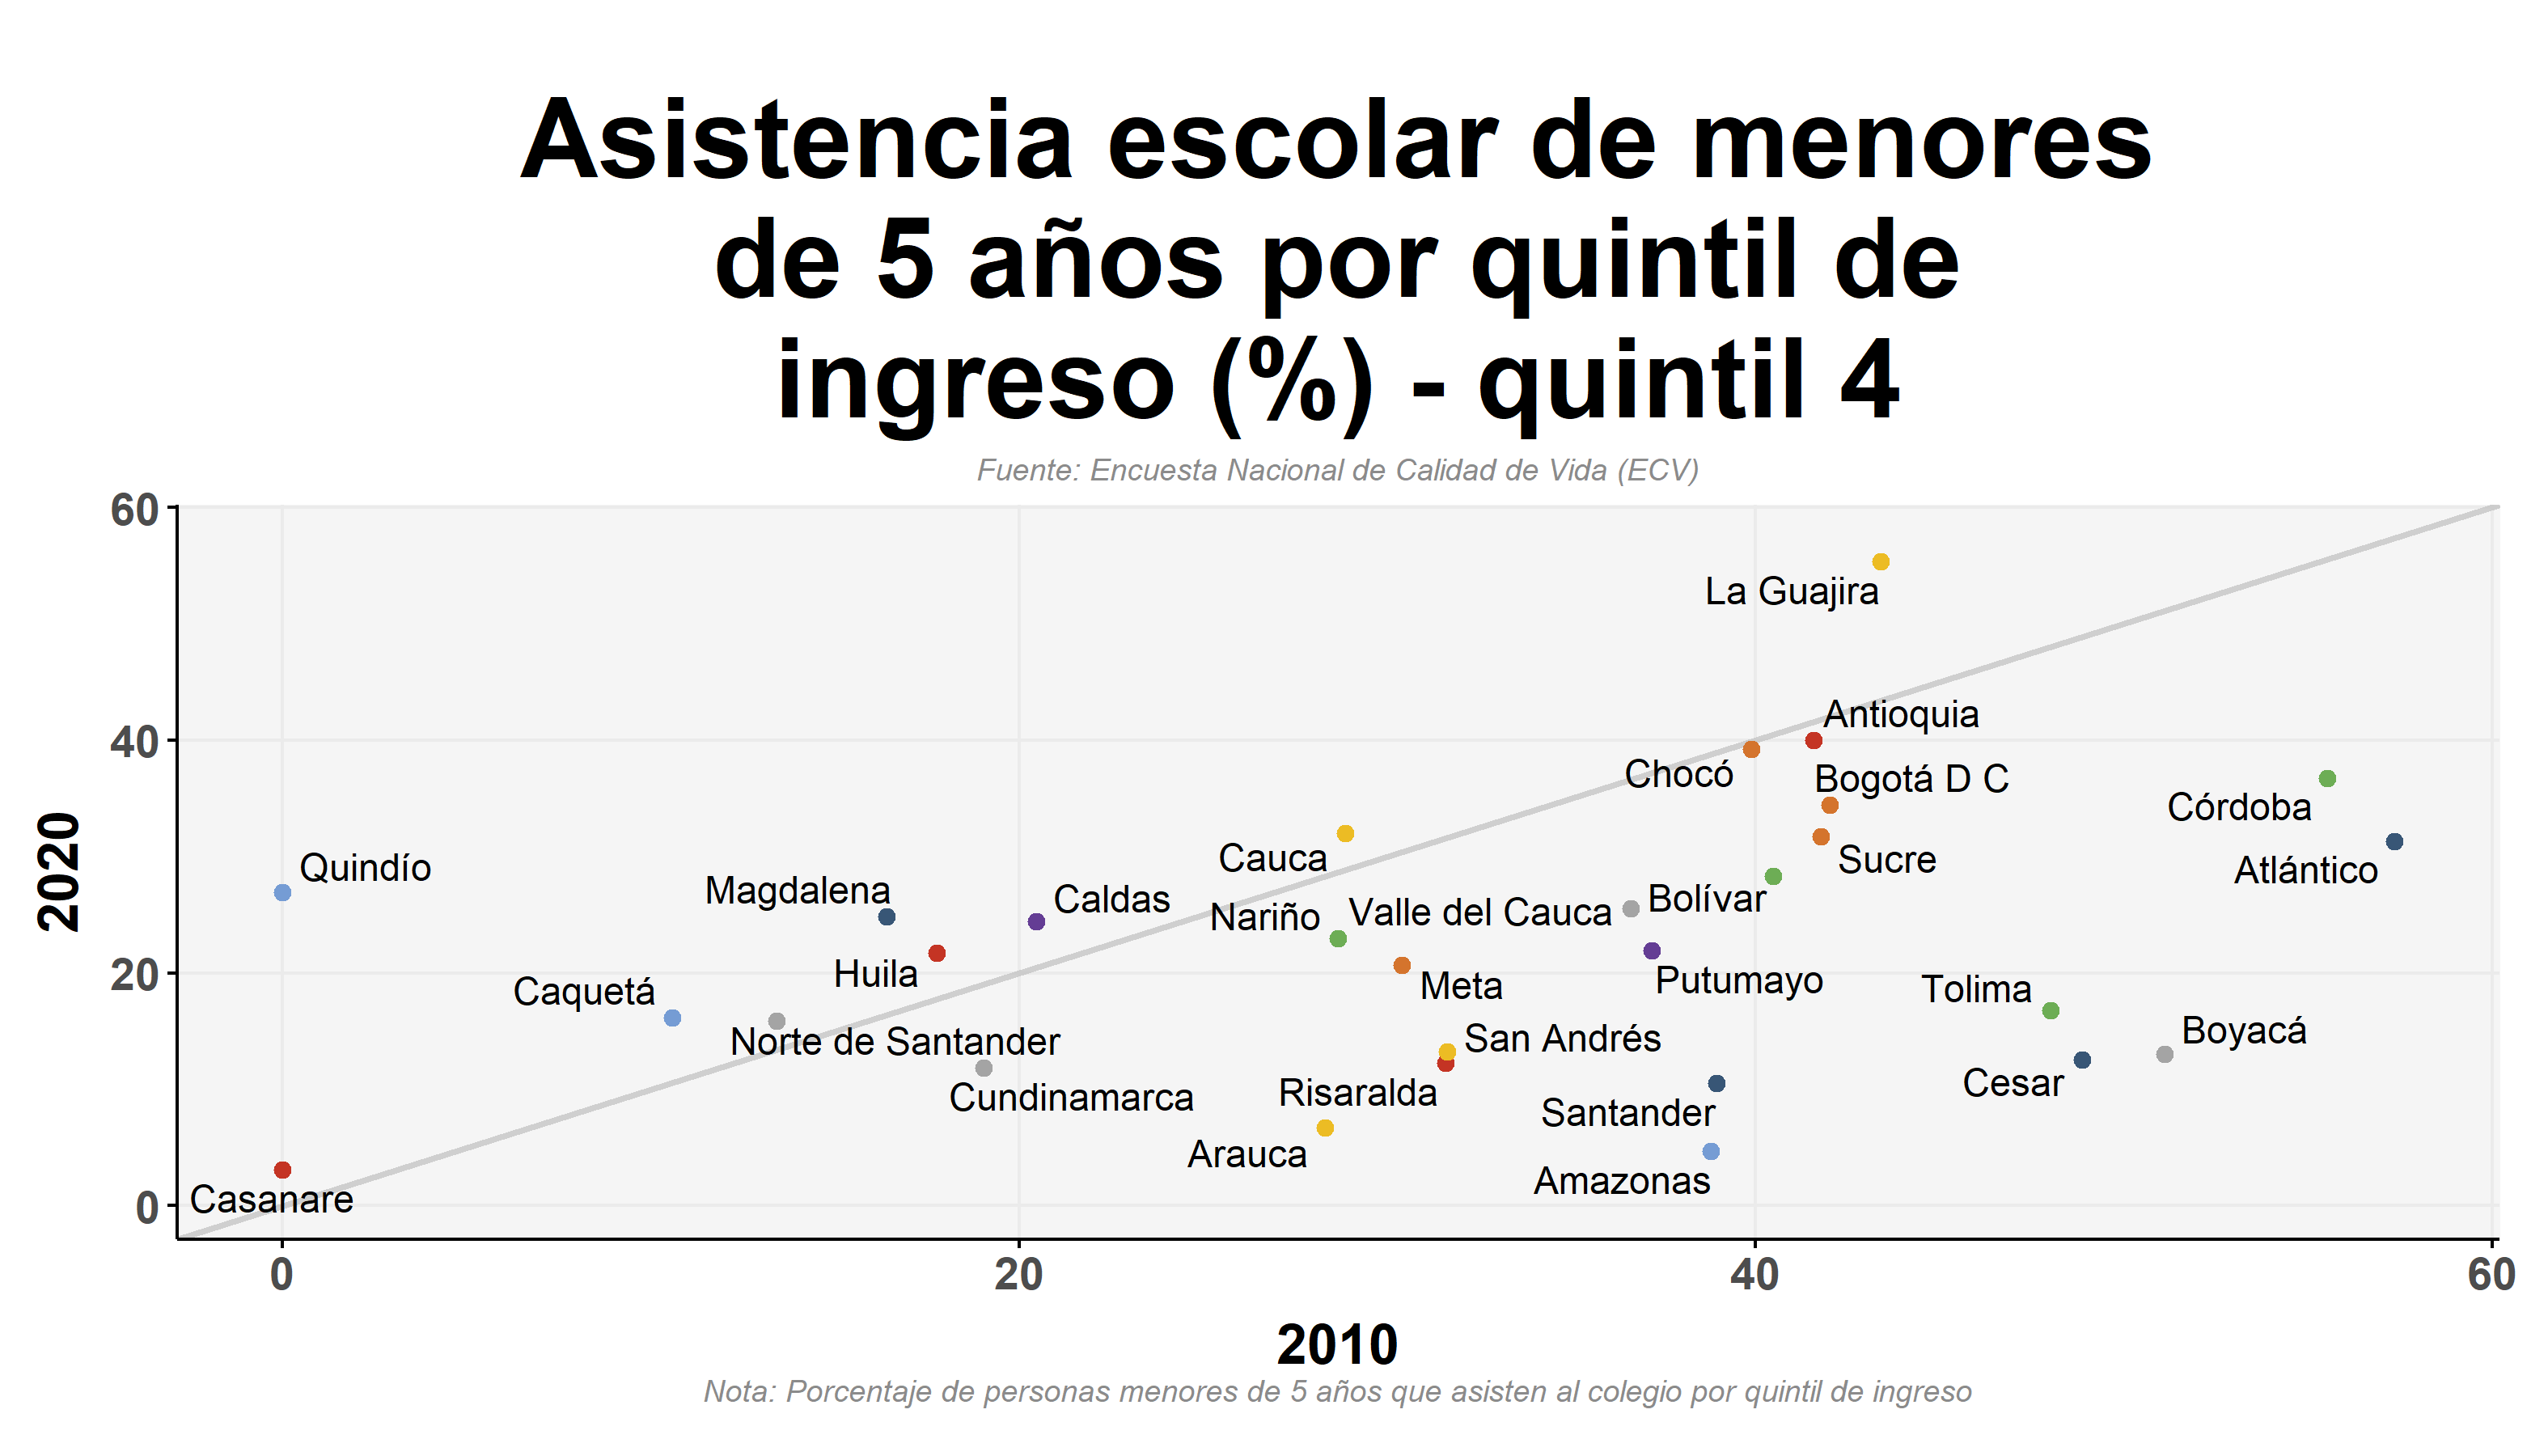 Asistencia escolar de menores
de 5 años por quintil de
ingreso (%) - quintil 4
Fuente: Encuesta Nacional de Calidad de Vida (ECV)
60
La Guajira
Antioquia
40
Chocó
Bogotá D C
Córdoba
Cauca
Sucre
Atlántico
2020
Quindío
Magdalena
Caldas
Nariño
Valle del Cauca
Bolívar
20
Huila
Caquetá
Meta
Putumayo
Tolima
Norte de Santander
San Andrés
Boyacá
Cundinamarca
Risaralda
Cesar
Santander
Arauca
Amazonas
Casanare
0
0
20
40
60
2010
Nota: Porcentaje de personas menores de 5 años que asisten al colegio por quintil de ingreso